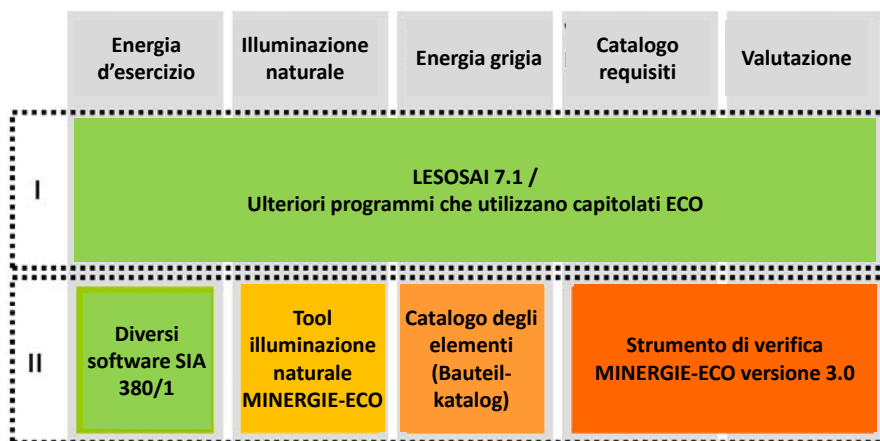 Energia
d'esercizio
Illuminazione
naturale
Energia grigia
Catalogo
requisiti
Valutazione
I
LESOSAI 7.1 /
Ulteriori programmi che utilizzano capitolati ECO
II
Diversi
software SIA
380/1
Tool
illuminazione
naturale
MINERGIE-ECO
Catalogo degli
elementi
(Bauteil-
katalog)
Strumento di verifica
MINERGIE-ECO versione 3.0